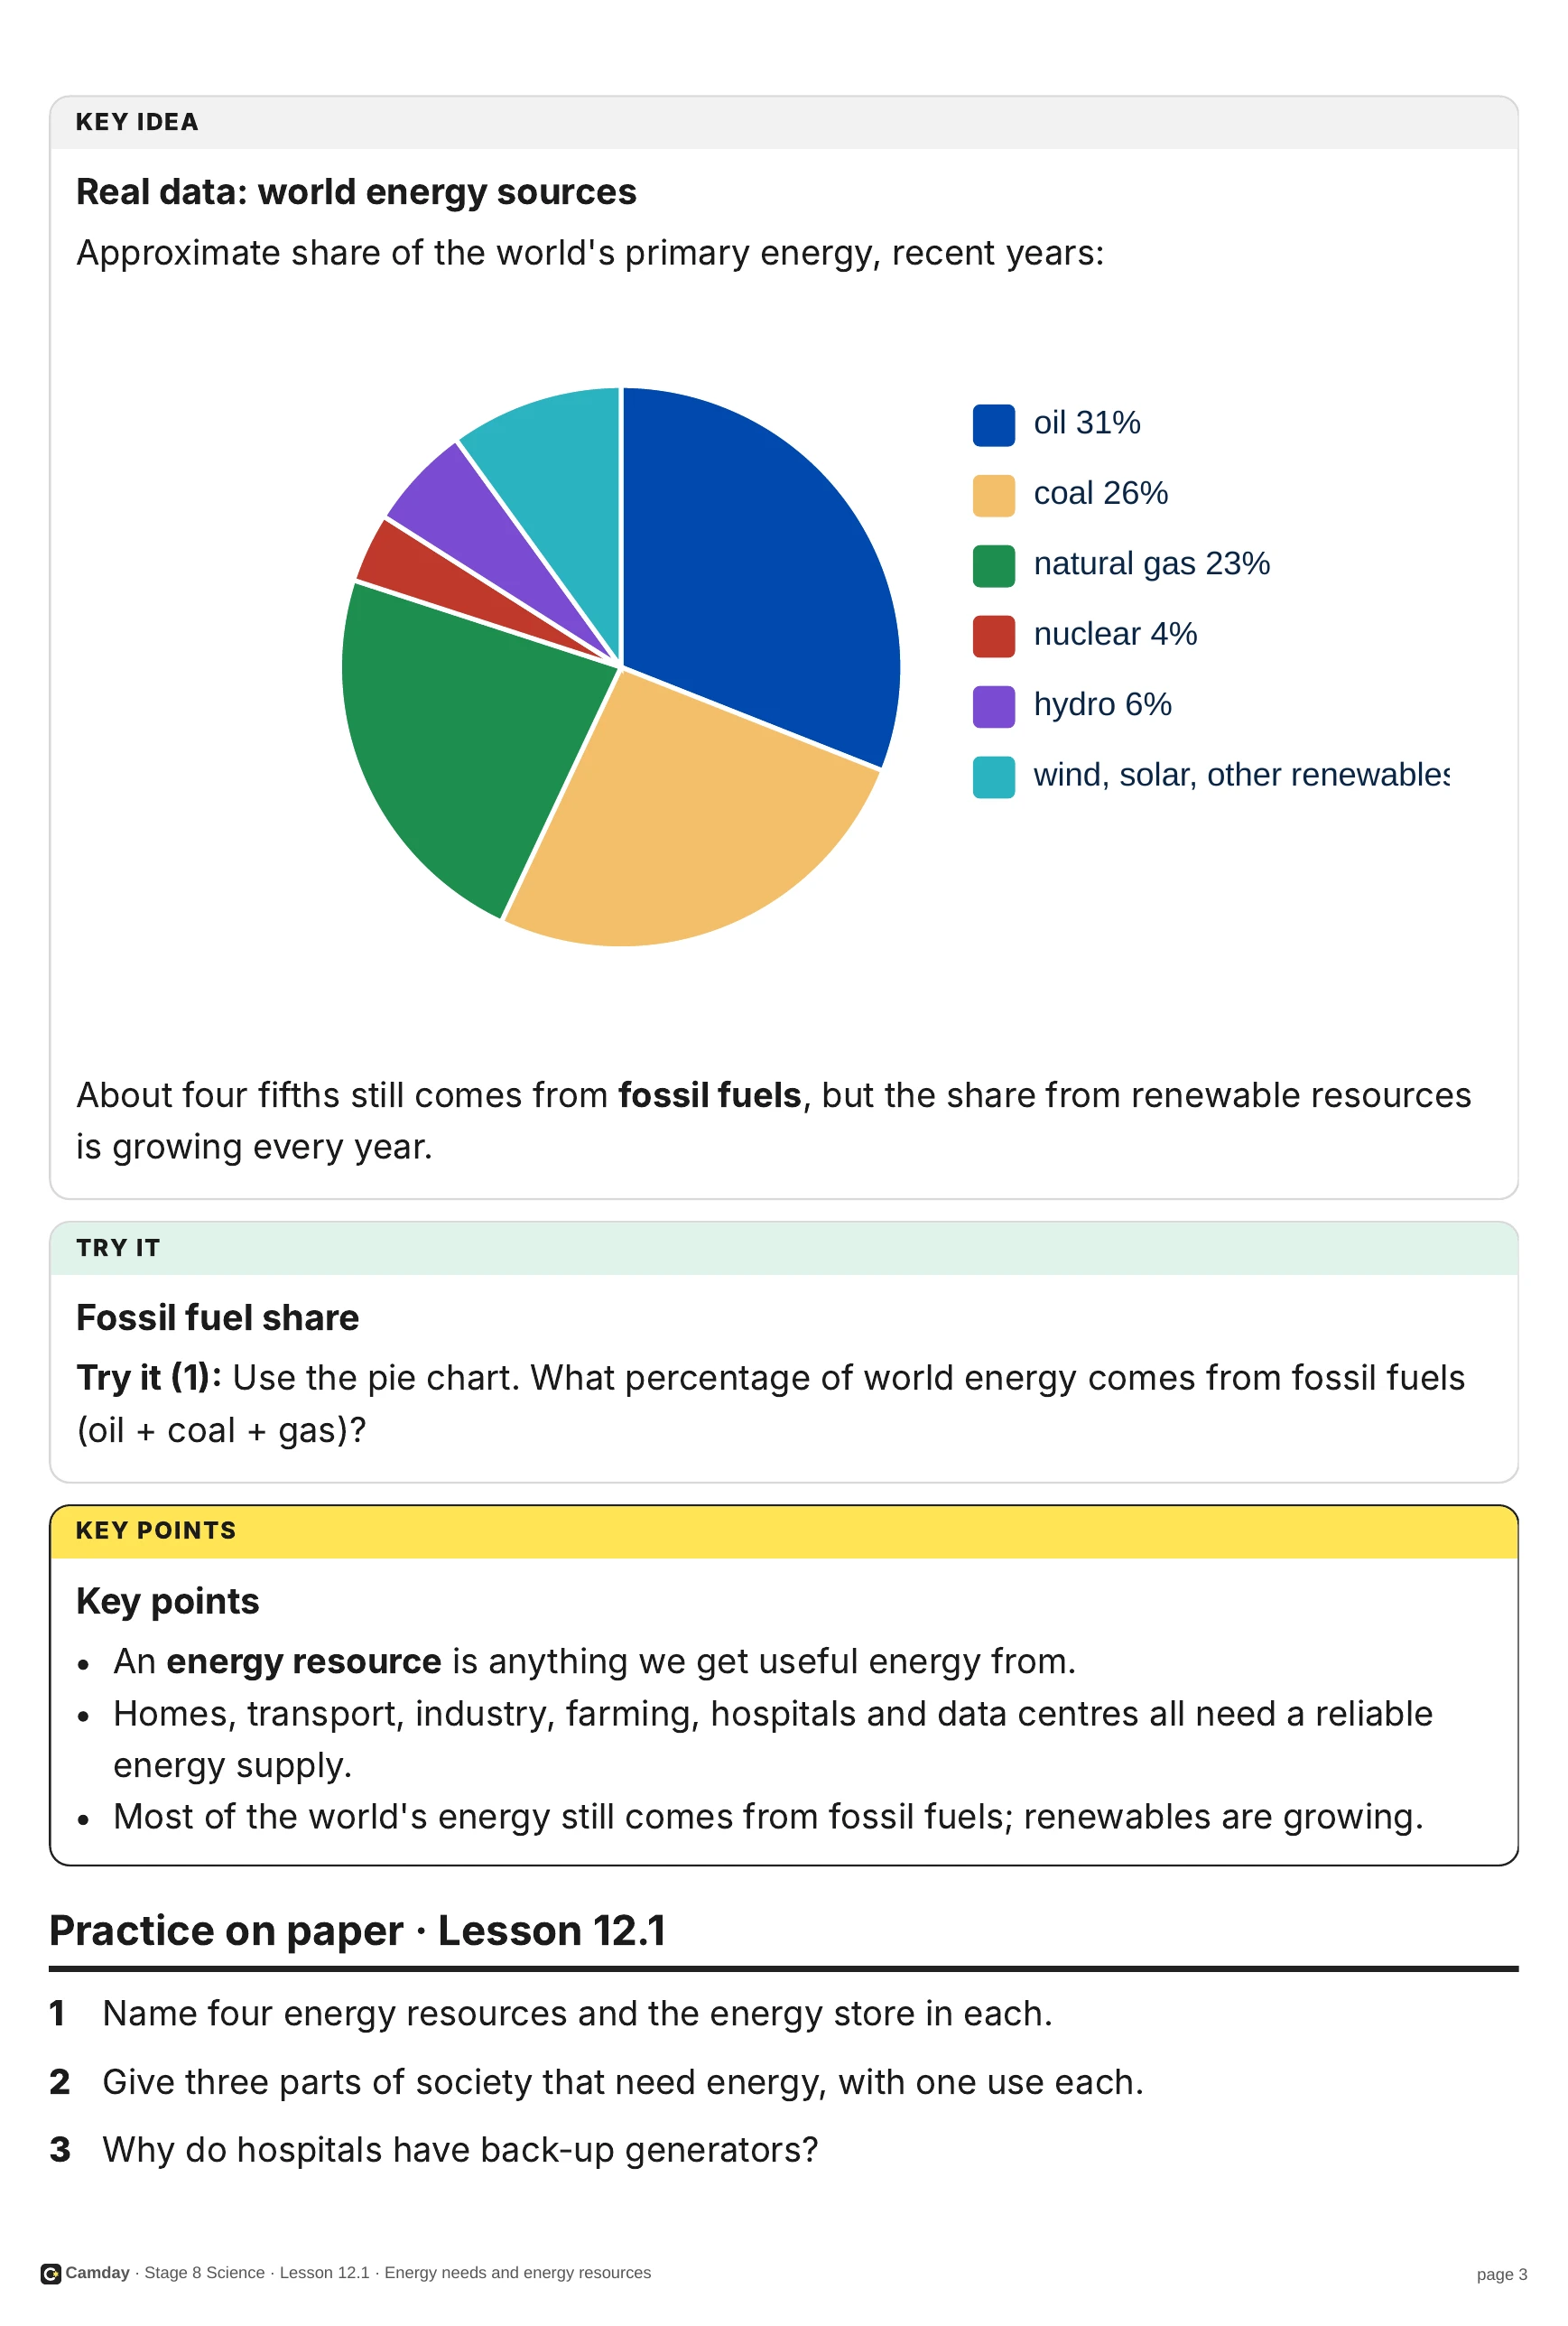 KEY IDEA
Real data: world energy sources
Approximate share of the world's primary energy, recent years:
oil 31%
coal 26%
natural gas 23%
nuclear 4%
hydro 6%
wind, solar, other renewables
About four fifths still comes from fossil fuels, but the share from renewable resources
is growing every year.
TRY IT
Fossil fuel share
Try it (1): Use the pie chart. What percentage of world energy comes from fossil fuels
(oil + coal + gas)?
KEY POINTS
Key points
• An energy resource is anything we get useful energy from.
• Homes, transport, industry, farming, hospitals and data centres all need a reliable
energy supply.
• Most of the world's energy still comes from fossil fuels; renewables are growing.
Practice on paper · Lesson 12.1
1 Name four energy resources and the energy store in each.
2 Give three parts of society that need energy, with one use each.
3 Why do hospitals have back-up generators?
Camday · Stage 8 Science · Lesson 12.1 · Energy needs and energy resources
page 3